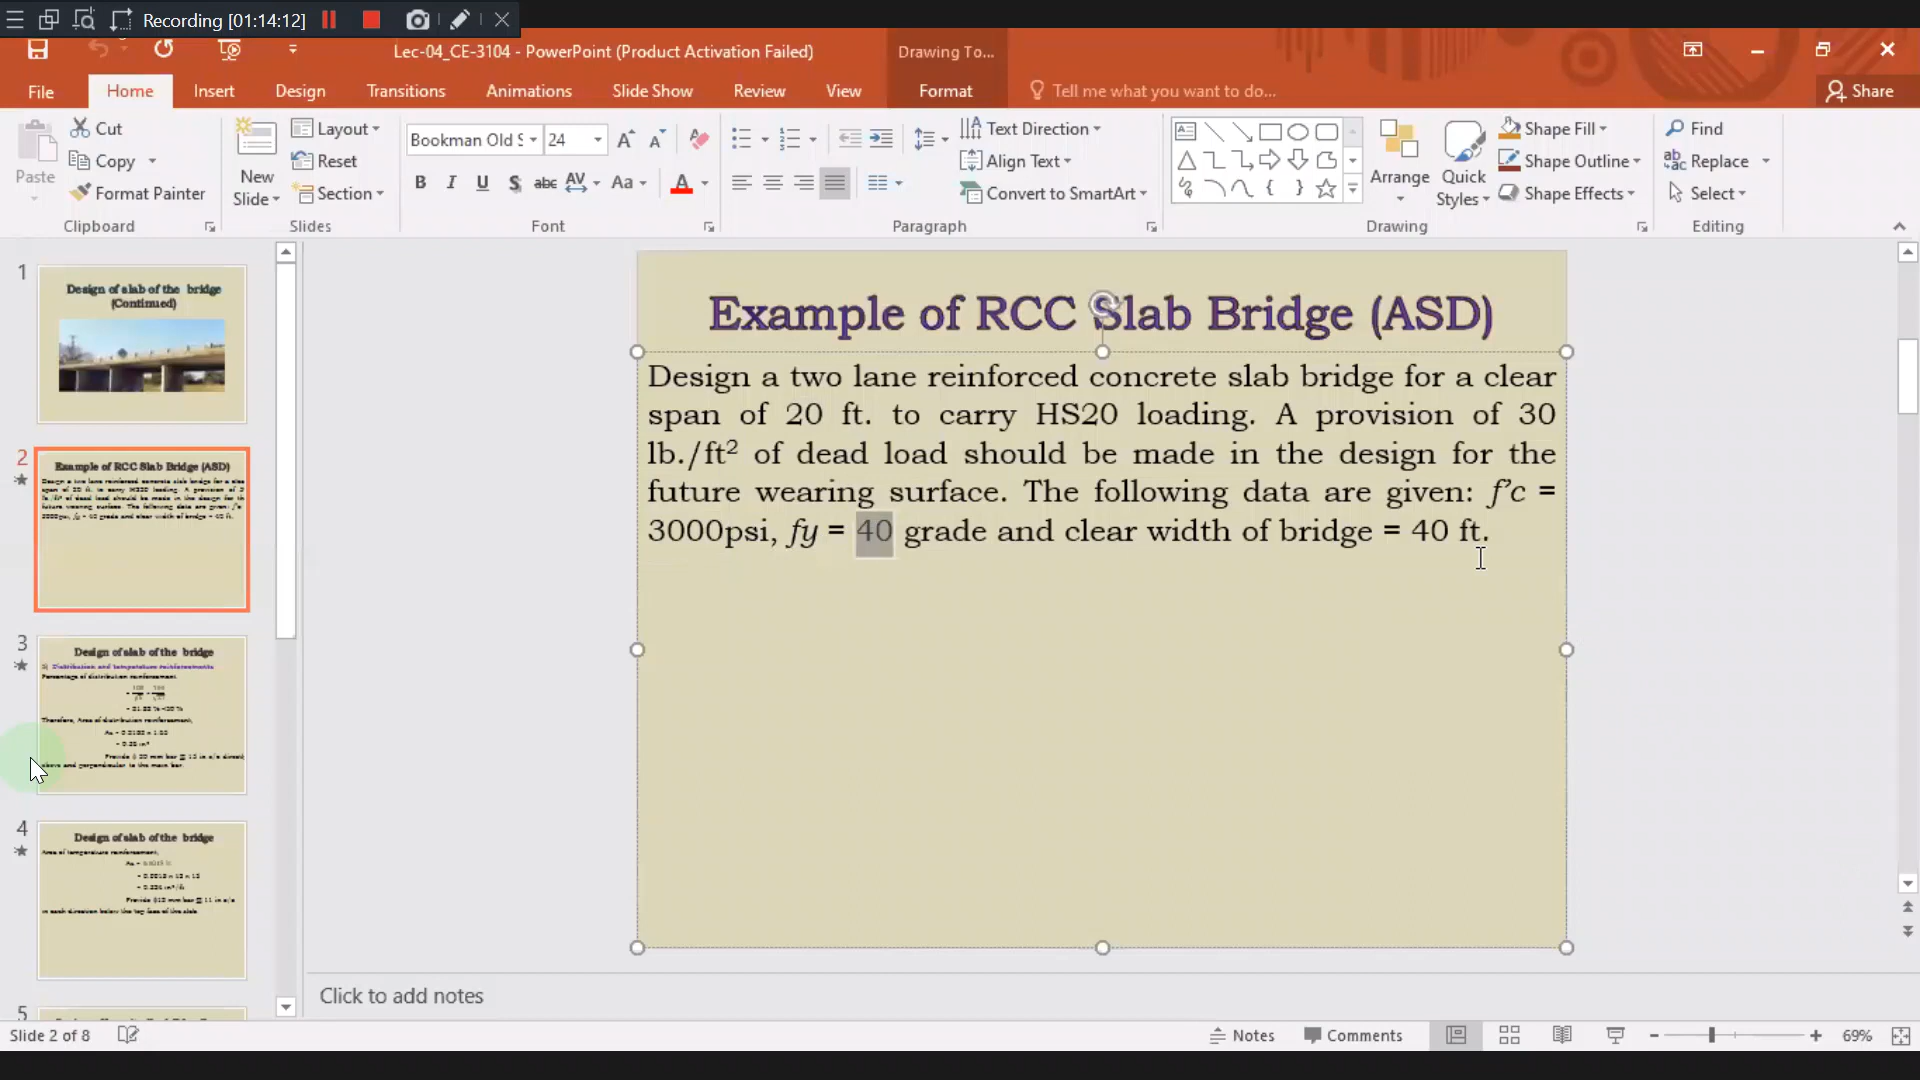 Recording [01:14:12]
Lec-04_CE-3104 - PowerPoint (Product Activation Failed)
Drawing To...
File
Home
Insert
Design
Transitions
Animations
Slide Show
Review
View
Format
Tell me what you want to do...
Share
Paste
Cut
Copy
Format Painter
Clipboard
New
Slide
Layout
Reset
Section
Slides
Bookman Old S
24
B I U S abc AV Aa A
Font
Text Direction
Align Text
Convert to SmartArt
Paragraph
Arrange
Quick
Styles
Shape Fill
Shape Outline
Shape Effects
Drawing
Find
Replace
Select
Editing
1
Design of slab of the bridge
(Continued)
2
Example of RCC Slab Bridge (ASD)
3
Design of slab of the bridge
4
Design of slab of the bridge
5
Example of RCC Slab Bridge (ASD)
Design a two lane reinforced concrete slab bridge for a clear
span of 20 ft. to carry HS20 loading. A provision of 30
lb./ft² of dead load should be made in the design for the
future wearing surface. The following data are given: f’c =
3000psi, fy = 40 grade and clear width of bridge = 40 ft.
Click to add notes
Slide 2 of 8
Notes
Comments
69%